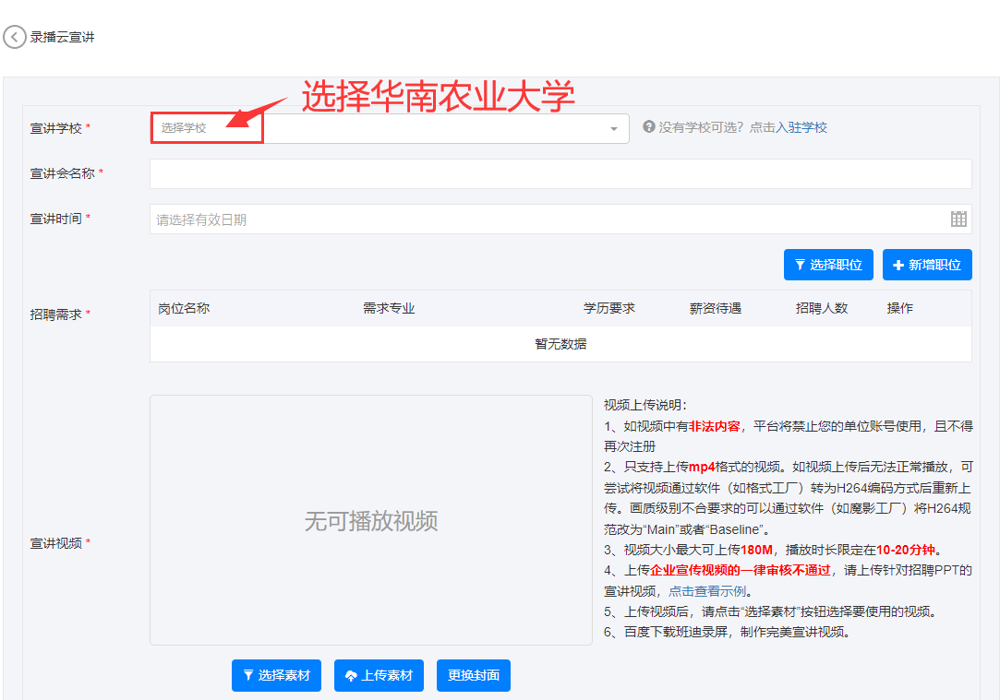 录播云宣讲
选择华南农业大学
宣讲学校 *
选择学校
没有学校可选？点击入驻学校
宣讲会名称 *
宣讲时间 *
请选择有效日期
选择职位
新增职位
招聘需求 *
岗位名称 需求专业 学历要求 薪资待遇 招聘人数 操作
暂无数据
宣讲视频 *
无可播放视频
视频上传说明：
1、如视频中有非法内容，平台将禁止您的单位账号使用，且不得
再次注册
2、只支持上传mp4格式的视频。如视频上传后无法正常播放，可
尝试将视频通过软件（如格式工厂）转为H264编码方式后重新上
传。画质级别不合要求的可以通过软件（如魔影工厂）将H264规
范改为“Main”或者“Baseline”。
3、视频大小最大可上传180M，播放时长限定在10-20分钟。
4、上传企业宣传视频的一律审核不通过，请上传针对招聘PPT的
宣讲视频，点击查看示例。
5、上传视频后，请点击“选择素材”按钮选择要使用的视频。
6、百度下载班迪录屏，制作完美宣讲视频。
选择素材
上传素材
更换封面